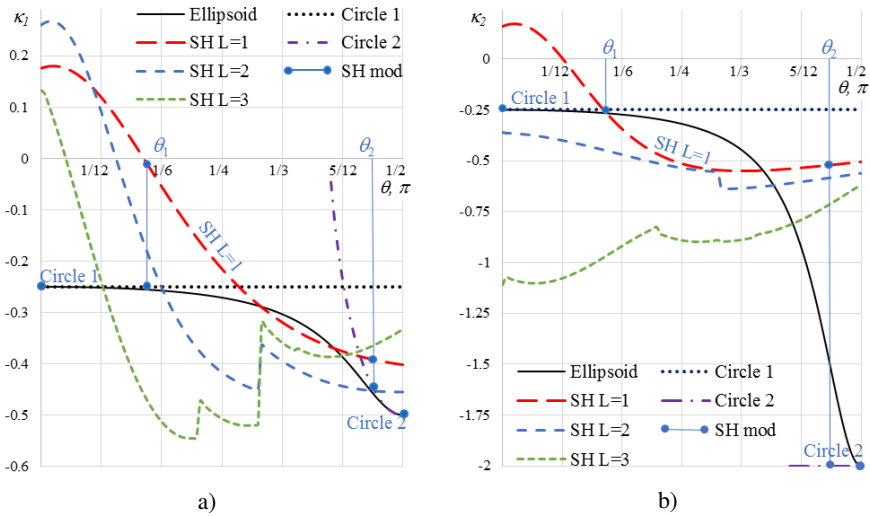 κ1
0.2
0.1
0
-0.1
-0.2
-0.3
-0.4
-0.5
-0.6
Ellipsoid
SH L=1
SH L=2
SH L=3
Circle 1
Circle 2
SH mod
θ1
θ2
1/12
1/6
1/4
1/3
5/12
1/2
θ, π
SH L=1
Circle 1
Circle 2
a)
κ2
0
-0.25
-0.5
-0.75
-1
-1.25
-1.5
-1.75
-2
θ1
θ2
1/12
1/6
1/4
1/3
5/12
1/2
θ, π
Circle 1
SH L=1
Ellipsoid
SH L=1
SH L=2
SH L=3
Circle 1
Circle 2
SH mod
Circle 2
b)